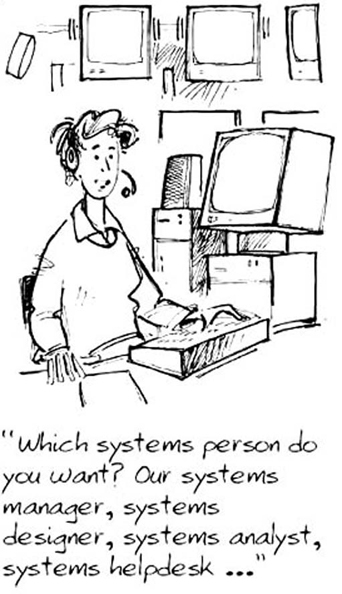 "Which systems person do
you want? Our systems
manager, systems
designer, systems analyst,
systems helpdesk ..."